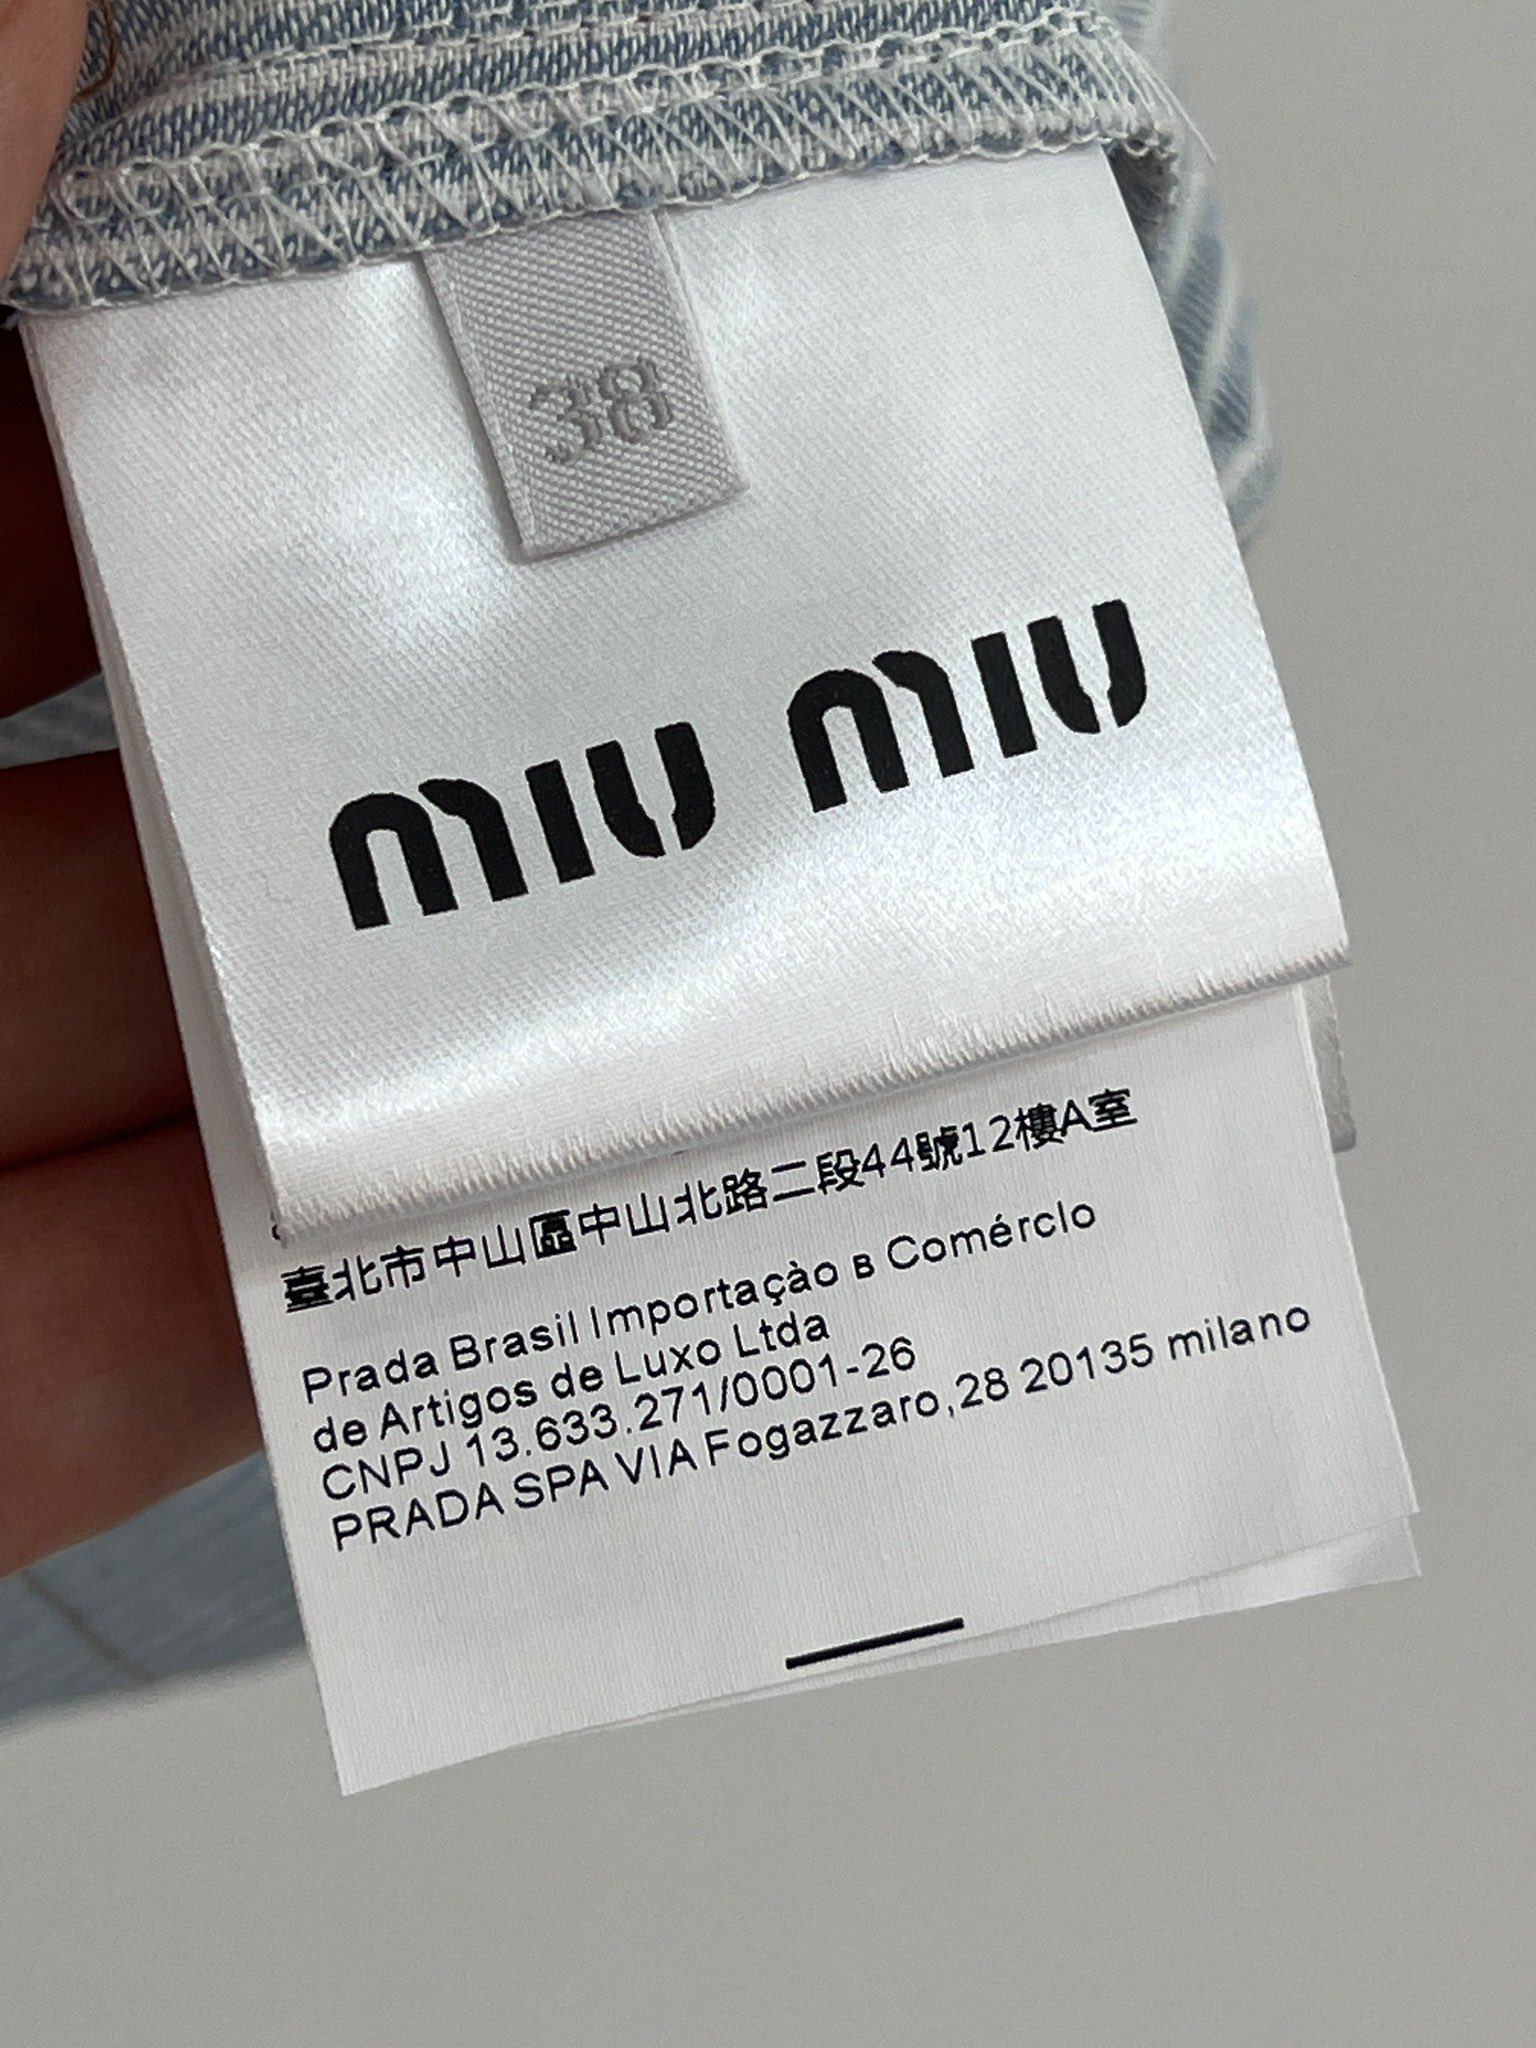 38
miu miu
臺北市中山區中山北路二段44號12樓A室
Prada Brasil Importaçào в Comérclo
de Artigos de Luxo Ltda
CNPJ 13.633.271/0001-26
PRADA SPA VIA Fogazzaro,28 20135 milano